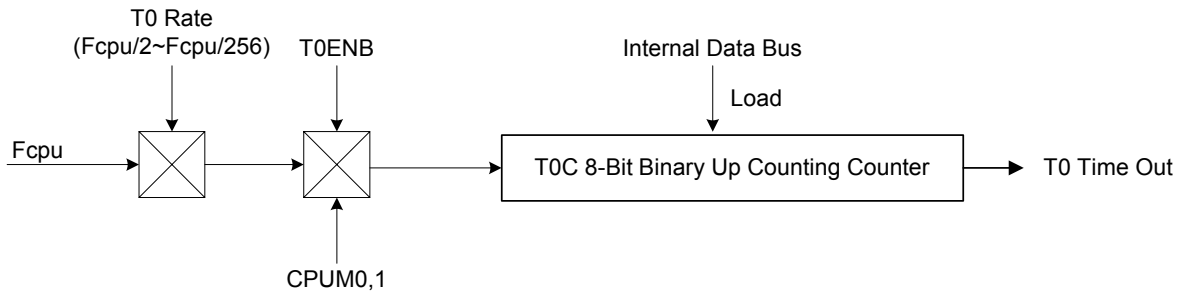 T0 Rate
(Fcpu/2~Fcpu/256)
T0ENB
Internal Data Bus
Load
Fcpu
T0C 8-Bit Binary Up Counting Counter
T0 Time Out
CPUM0,1